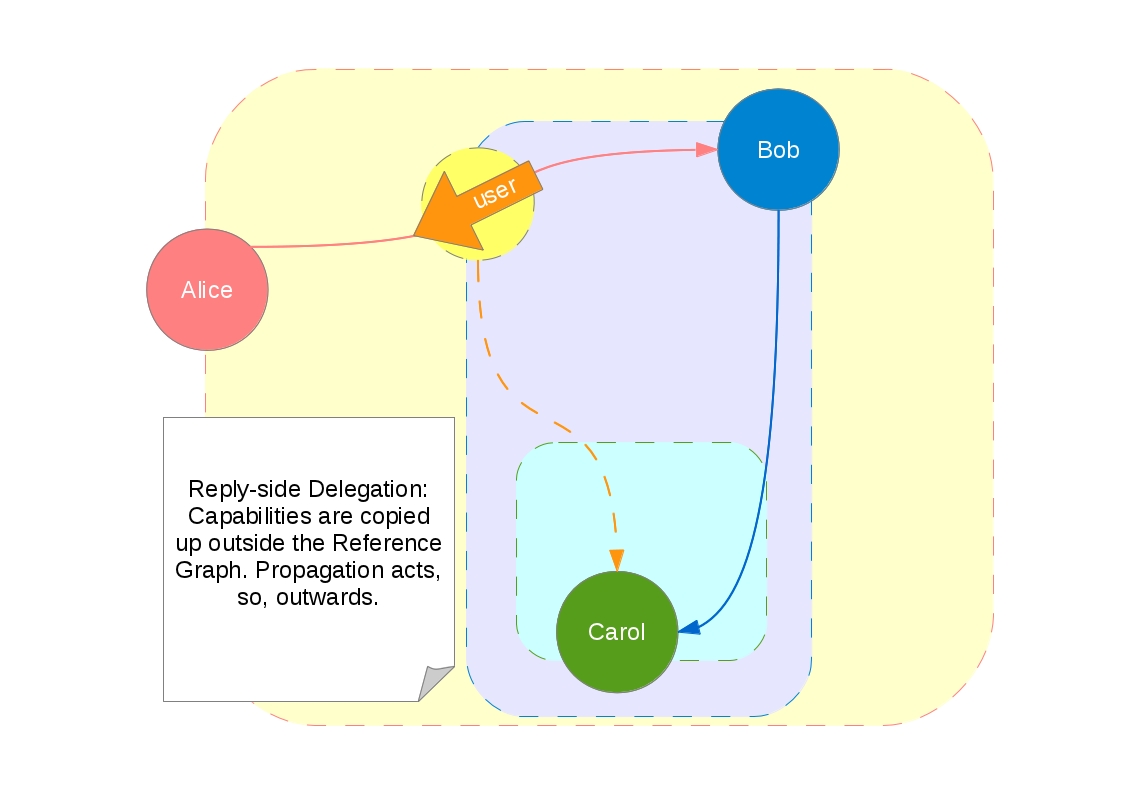 Bob
user
Alice
Reply-side Delegation:
Capabilities are copied
up outside the Reference
Graph. Propagation acts,
so, outwards.
Carol